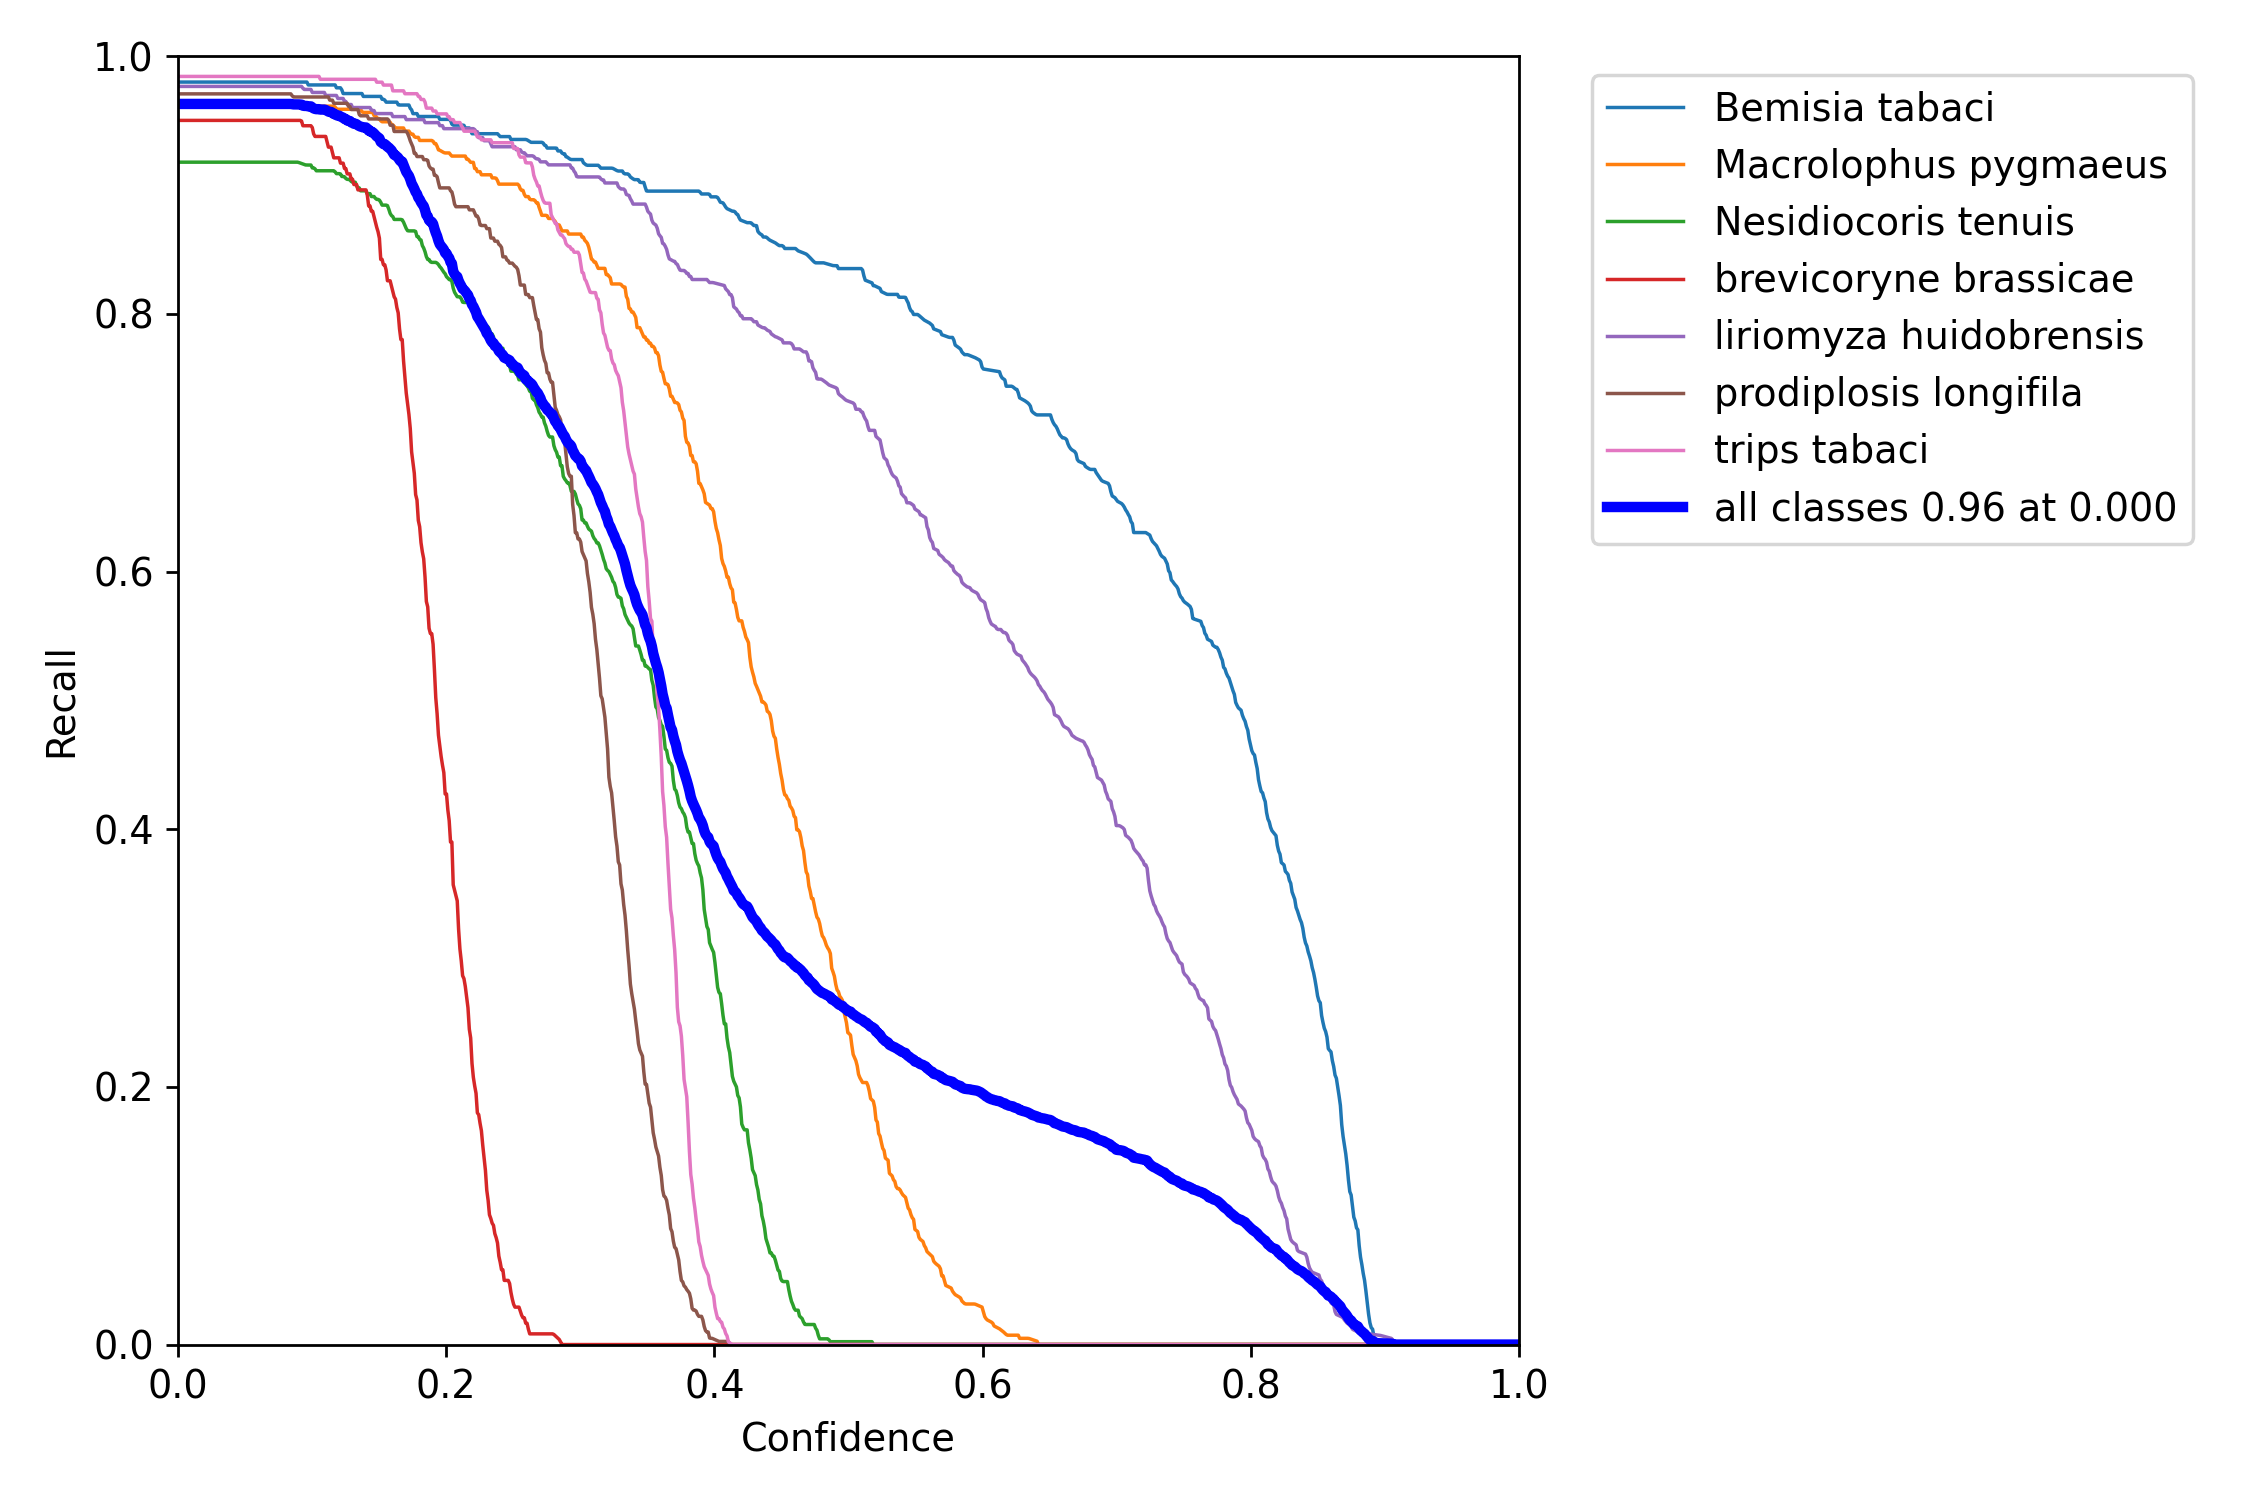 1.0
0.8
0.6
0.4
0.2
0.0
0.0 0.2 0.4 0.6 0.8 1.0
Recall
Confidence
Bemisia tabaci
Macrolophus pygmaeus
Nesidiocoris tenuis
brevicoryne brassicae
liriomyza huidobrensis
prodiplosis longifila
trips tabaci
all classes 0.96 at 0.000